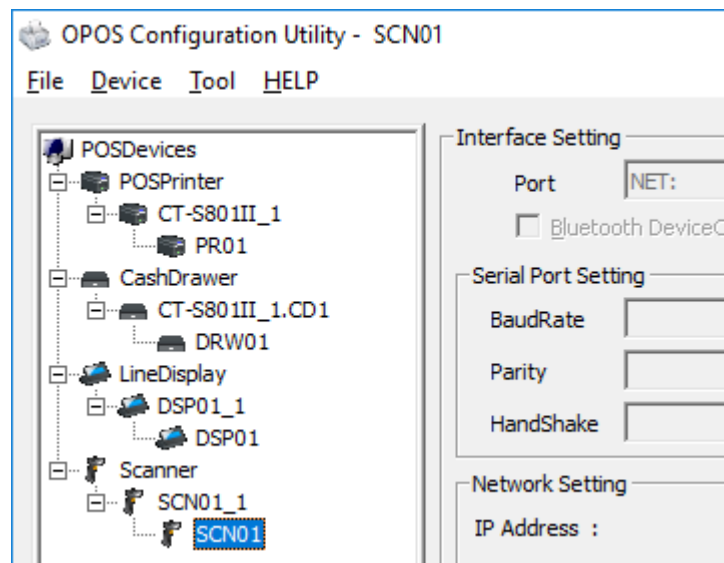 OPOS Configuration Utility - SCN01
File Device Tool HELP
POSDevices
POSPrinter
CT-S801II_1
PR01
CashDrawer
CT-S801II_1.CD1
DRW01
LineDisplay
DSP01_1
DSP01
Scanner
SCN01_1
SCN01
Interface Setting
Port NET:
Bluetooth DeviceC
Serial Port Setting
BaudRate
Parity
HandShake
Network Setting
IP Address :